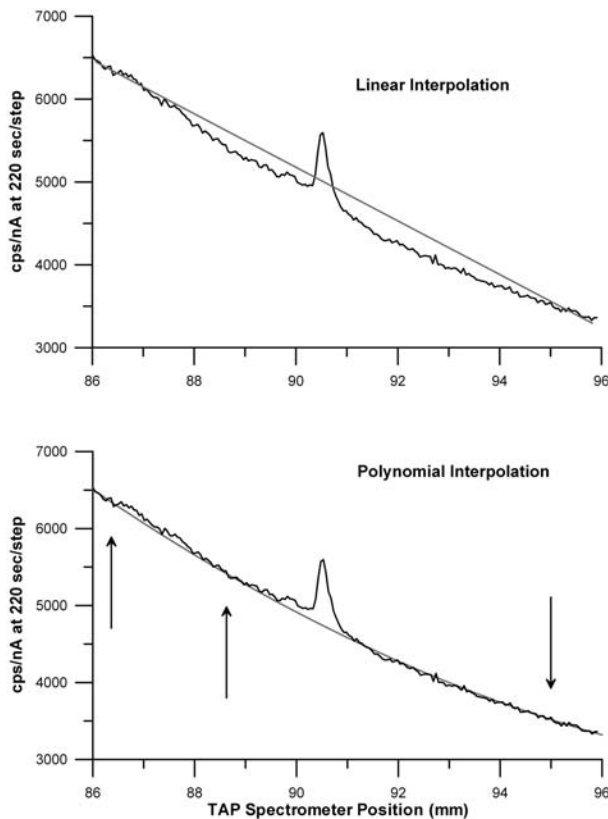 7000
Linear Interpolation
6000
5000
4000
3000
cps/nA at 220 sec/step
86 88 90 92 94 96
7000
Polynomial Interpolation
6000
5000
4000
3000
cps/nA at 220 sec/step
86 88 90 92 94 96
TAP Spectrometer Position (mm)